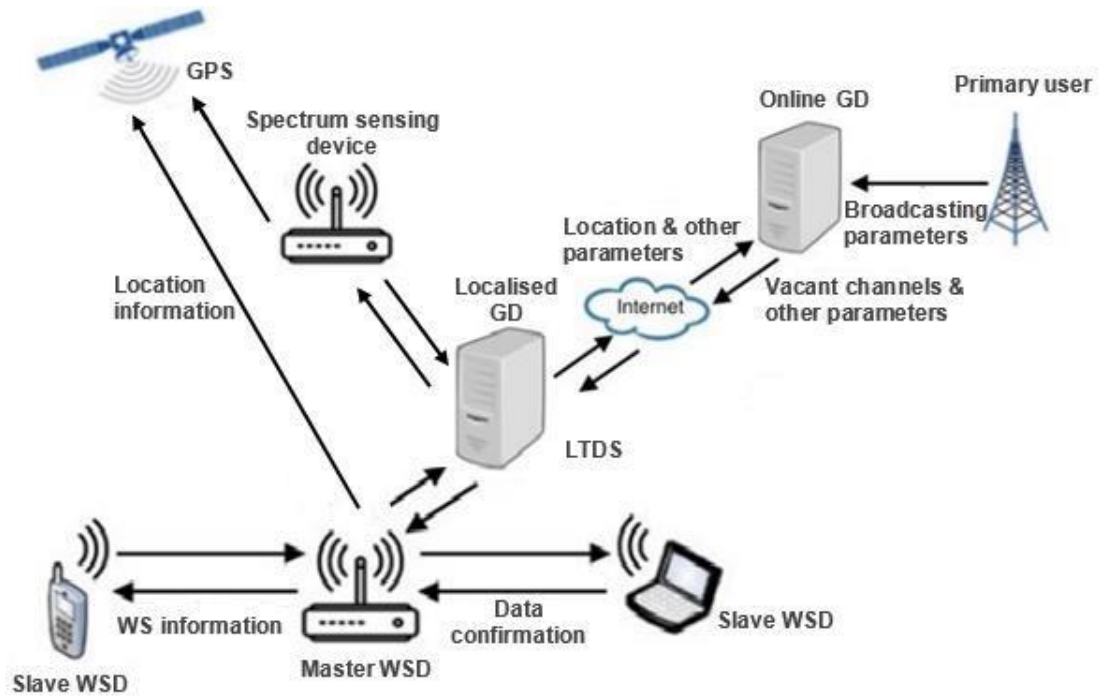 GPS
Spectrum sensing
device
Online GD
Primary user
Broadcasting
parameters
Location & other
parameters
Location
information
Localised
GD
Internet
Vacant channels &
other parameters
LTDS
WS information
Data
confirmation
Slave WSD
Master WSD
Slave WSD